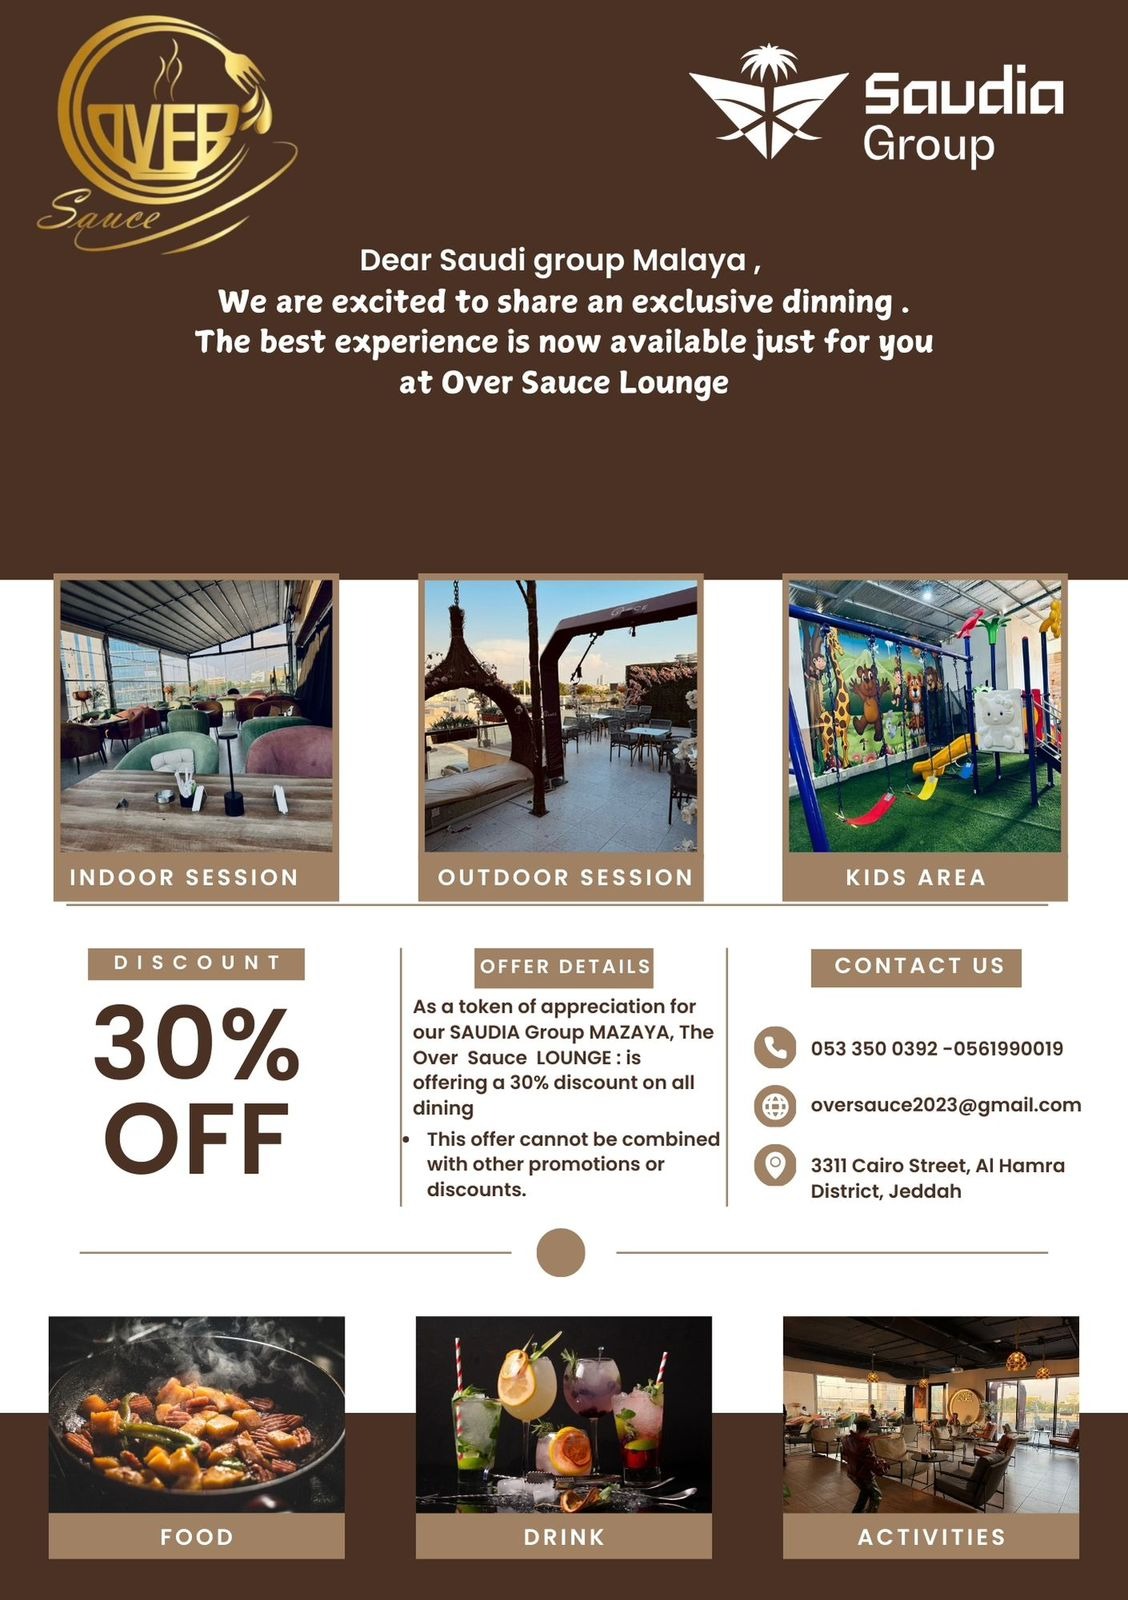 OVER
Sauce
Saudia
Group
Dear Saudi group Malaya ,
We are excited to share an exclusive dinning .
The best experience is now available just for you
at Over Sauce Lounge
INDOOR SESSION
OUTDOOR SESSION
KIDS AREA
DISCOUNT
30%
OFF
OFFER DETAILS
As a token of appreciation for
our SAUDIA Group MAZAYA, The
Over Sauce LOUNGE : is
offering a 30% discount on all
dining
• This offer cannot be combined
with other promotions or
discounts.
CONTACT US
053 350 0392 -0561990019
oversauce2023@gmail.com
3311 Cairo Street, Al Hamra
District, Jeddah
FOOD
DRINK
ACTIVITIES